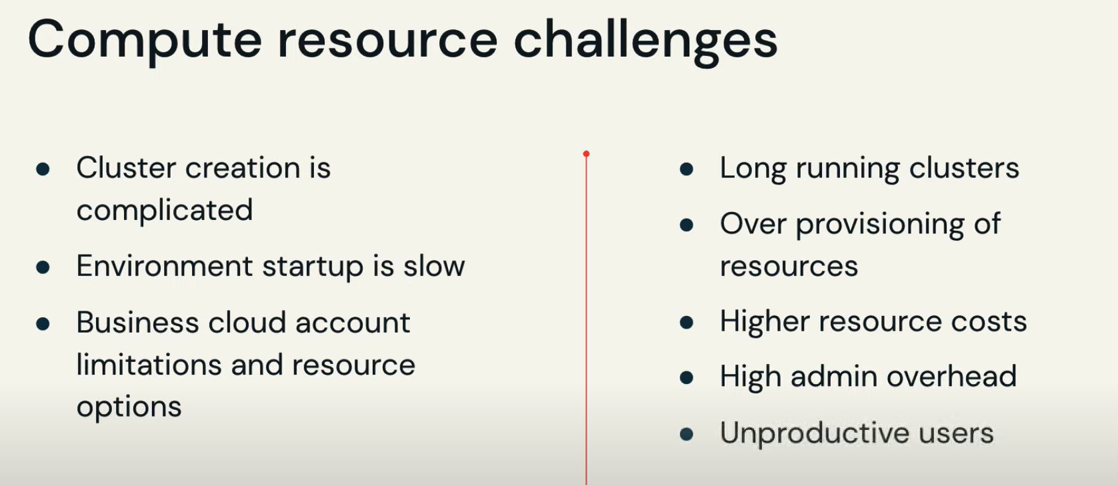 Compute resource challenges
Cluster creation is
complicated
Environment startup is slow
Business cloud account
limitations and resource
options
Long running clusters
Over provisioning of
resources
Higher resource costs
High admin overhead
Unproductive users